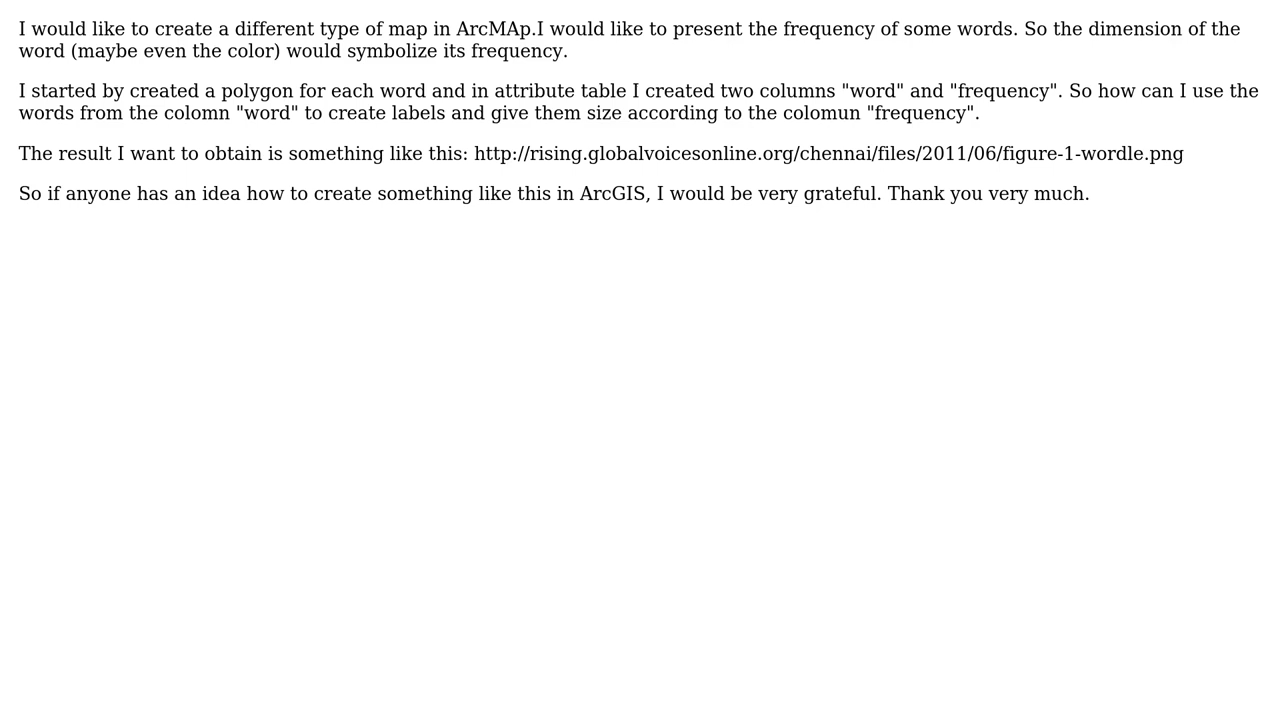 I would like to create a different type of map in ArcMAp.I would like to present the frequency of some words. So the dimension of the
word (maybe even the color) would symbolize its frequency.
I started by created a polygon for each word and in attribute table I created two columns "word" and "frequency". So how can I use the
words from the colomn "word" to create labels and give them size according to the colomun "frequency".
The result I want to obtain is something like this: http://rising.globalvoicesonline.org/chennai/files/2011/06/figure-1-wordle.png
So if anyone has an idea how to create something like this in ArcGIS, I would be very grateful. Thank you very much.